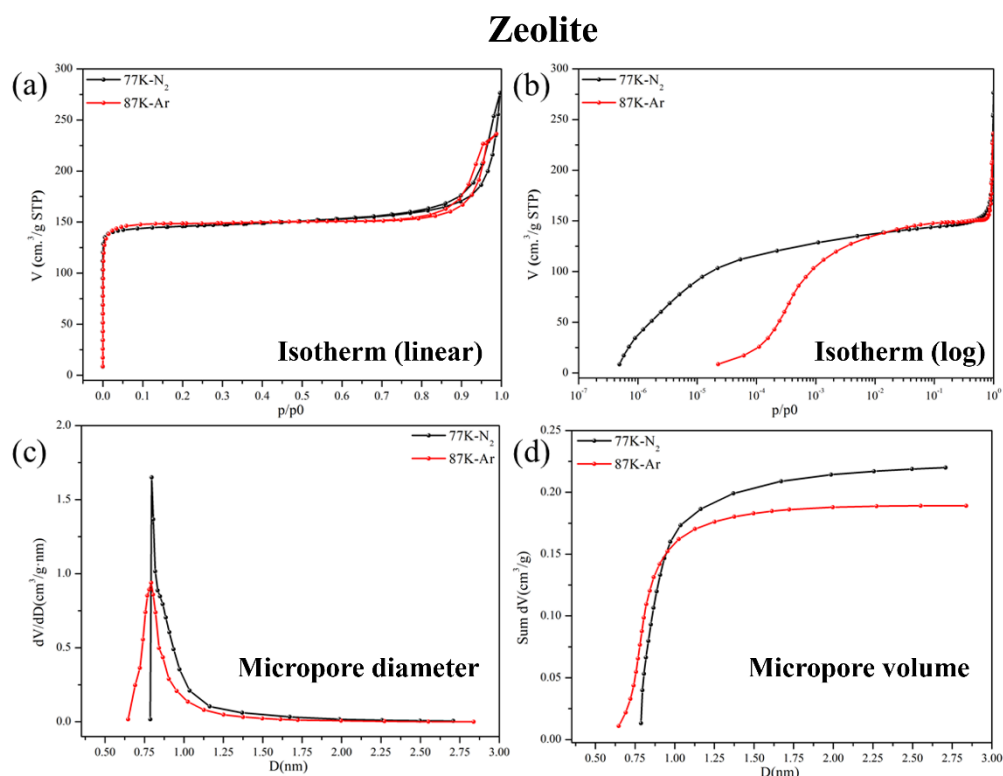 Zeolite
(a)
77K-N₂
87K-Ar
V (cm.³/g STP)
300
250
200
150
100
50
0
0.0 0.1 0.2 0.3 0.4 0.5 0.6 0.7 0.8 0.9 1.0
p/p0
Isotherm (linear)
(b)
77K-N₂
87K-Ar
V (cm.³/g STP)
300
250
200
150
100
50
0
10⁻⁷ 10⁻⁶ 10⁻⁵ 10⁻⁴ 10⁻³ 10⁻² 10⁻¹ 10⁰
p/p0
Isotherm (log)
(c)
77K-N₂
87K-Ar
dV/dD(cm³/g·nm)
2.0
1.5
1.0
0.5
0.0
0.50 0.75 1.00 1.25 1.50 1.75 2.00 2.25 2.50 2.75 3.00
D(nm)
Micropore diameter
(d)
77K-N₂
87K-Ar
Sum dV(cm³/g)
0.25
0.20
0.15
0.10
0.05
0.00
0.50 0.75 1.00 1.25 1.50 1.75 2.00 2.25 2.50 2.75 3.00
D(nm)
Micropore volume